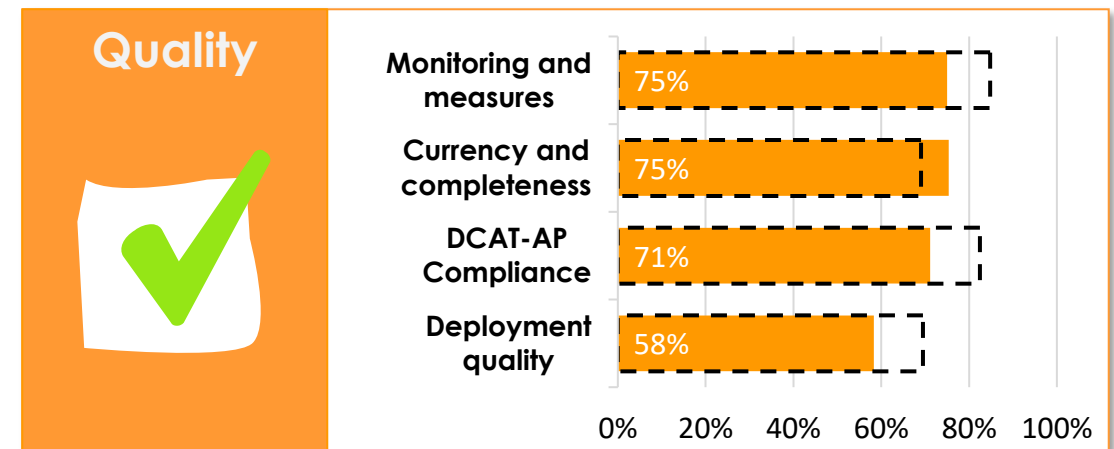 Quality
Monitoring and
measures
75%
Currency and
completeness
75%
DCAT-AP
Compliance
71%
Deployment
quality
58%
0% 20% 40% 60% 80% 100%